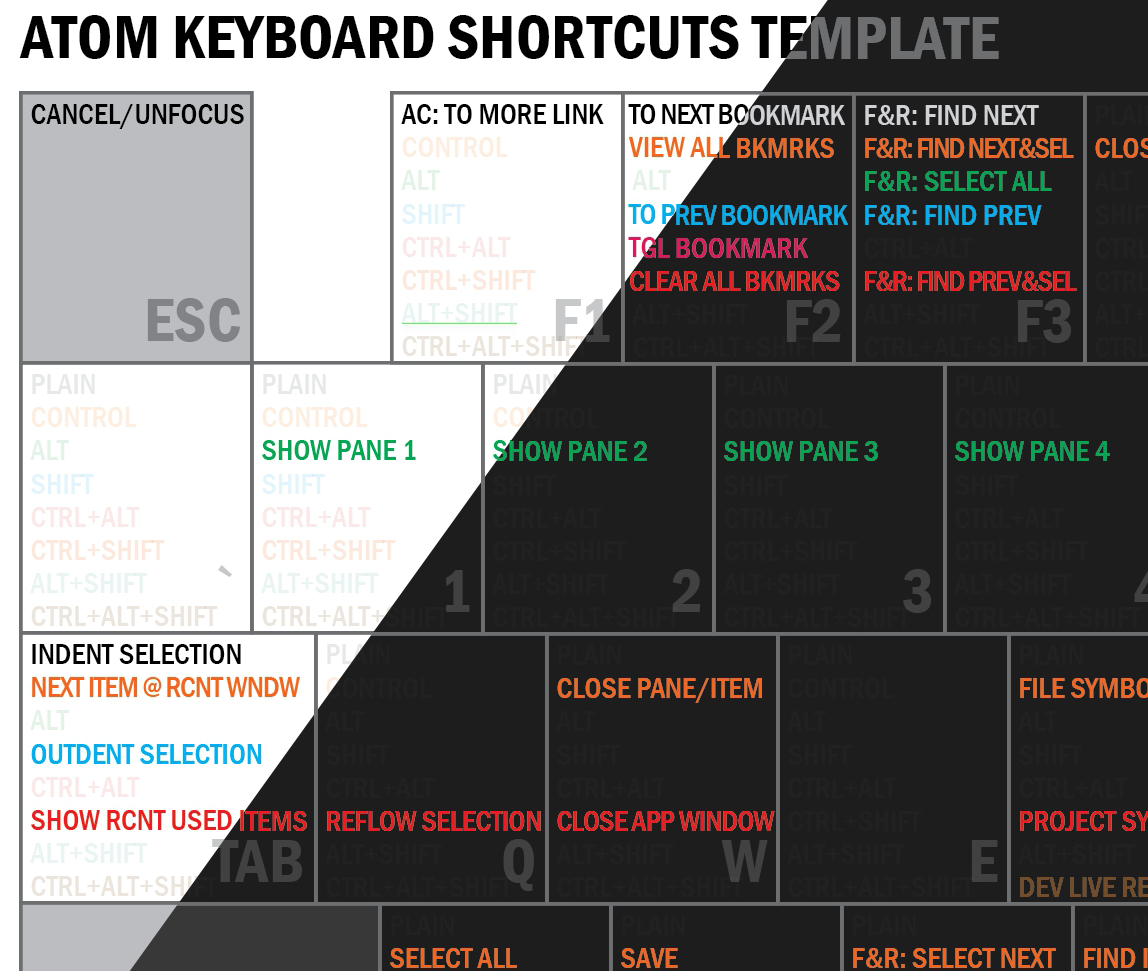 ATOM KEYBOARD SHORTCUTS TEMPLATE
CANCEL/UNFOCUS
ESC
AC: TO MORE LINK
CONTROL
ALT
SHIFT
CTRL+ALT
CTRL+SHIFT
ALT+SHIFT
CTRL+ALT+SHIFT
F1
TO NEXT BOOKMARK
VIEW ALL BKMRKS
ALT
TO PREV BOOKMARK
TGL BOOKMARK
CLEAR ALL BKMRKS
ALT+SHIFT
CTRL+ALT+SHIFT
F2
F&R: FIND NEXT
F&R: FIND NEXT&SEL
F&R: SELECT ALL
F&R: FIND PREV
CTRL+ALT
F&R: FIND PREV&SEL
ALT+SHIFT
CTRL+ALT+SHIFT
F3
PLAI
CLOS
ALT
SHIF
CTRL
CTRL
ALT+
CTRL
PLAIN
CONTROL
ALT
SHIFT
CTRL+ALT
CTRL+SHIFT
ALT+SHIFT
CTRL+ALT+SHIFT
`
PLAIN
CONTROL
SHOW PANE 1
SHIFT
CTRL+ALT
CTRL+SHIFT
ALT+SHIFT
CTRL+ALT+SHIFT
1
PLAIN
CONTROL
SHOW PANE 2
SHIFT
CTRL+ALT
CTRL+SHIFT
ALT+SHIFT
CTRL+ALT+SHIFT
2
PLAIN
CONTROL
SHOW PANE 3
SHIFT
CTRL+ALT
CTRL+SHIFT
ALT+SHIFT
CTRL+ALT+SHIFT
3
PLAIN
CONTROL
SHOW PANE 4
SHIFT
CTRL+ALT
CTRL+SHIFT
ALT+SHIFT
CTRL+ALT+SHIFT
4
INDENT SELECTION
NEXT ITEM @ RCNT WNDW
ALT
OUTDENT SELECTION
CTRL+ALT
SHOW RCNT USED ITEMS
ALT+SHIFT
CTRL+ALT+SHIFT
TAB
PLAIN
CONTROL
ALT
SHIFT
CTRL+ALT
REFLOW SELECTION
ALT+SHIFT
CTRL+ALT+SHIFT
Q
PLAIN
CLOSE PANE/ITEM
ALT
SHIFT
CTRL+ALT
CLOSE APP WINDOW
ALT+SHIFT
CTRL+ALT+SHIFT
W
PLAIN
CONTROL
ALT
SHIFT
CTRL+ALT
CTRL+SHIFT
ALT+SHIFT
CTRL+ALT+SHIFT
E
PLAIN
FILE SYMBO
ALT
SHIFT
CTRL+ALT
PROJECT SY
ALT+SHIFT
DEV LIVE RE
PLAIN
SELECT ALL
PLAIN
SAVE
PLAIN
F&R: SELECT NEXT
PLAIN
FIND